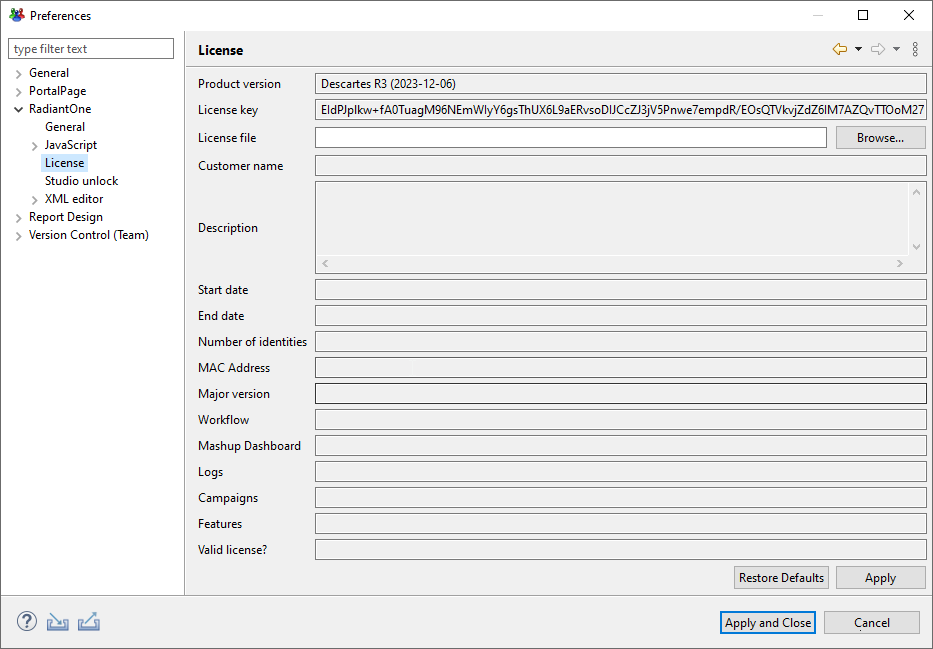 Preferences
type filter text
General
PortalPage
RadiantOne
General
JavaScript
License
Studio unlock
XML editor
Report Design
Version Control (Team)
License
Product version Descartes R3 (2023-12-06)
License key EIdPJpIkw+fA0TuagM96NEmWIyY6gsThUX6L9aERvsoDIJCcZJ3jV5Pnwe7empdR/EOsQTVkvjZdZ6IM7AZQvTTOoM27
License file Browse...
Customer name
Description
Start date
End date
Number of identities
MAC Address
Major version
Workflow
Mashup Dashboard
Logs
Campaigns
Features
Valid license?
Restore Defaults Apply
Apply and Close Cancel